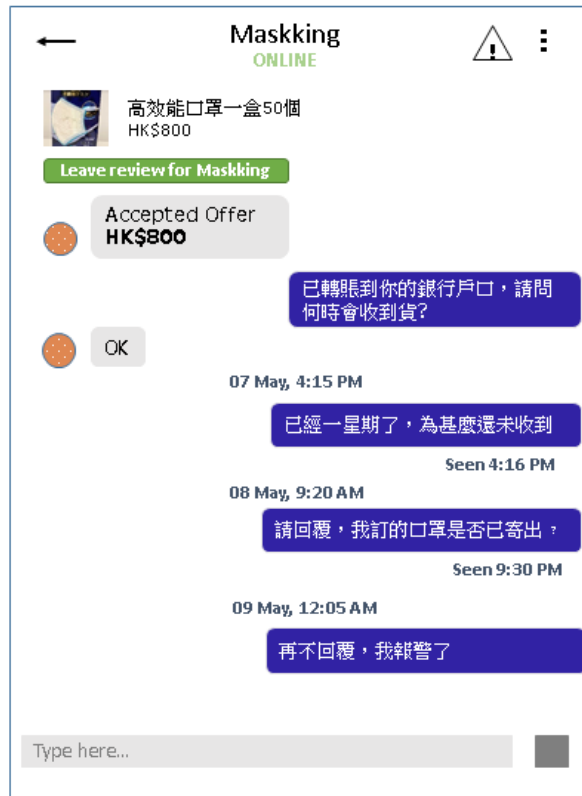 Maskking
ONLINE
高效能口罩一盒50個
HK$800
Leave review for Maskking
Accepted Offer
HK$800
已轉賬到你的銀行戶口，請問
何時會收到貨?
OK
07 May, 4:15 PM
已經一星期了，為甚麼還未收到
Seen 4:16 PM
08 May, 9:20 AM
請回覆，我訂的口罩是否已寄出﹖
Seen 9:30 PM
09 May, 12:05 AM
再不回覆，我報警了
Type here...